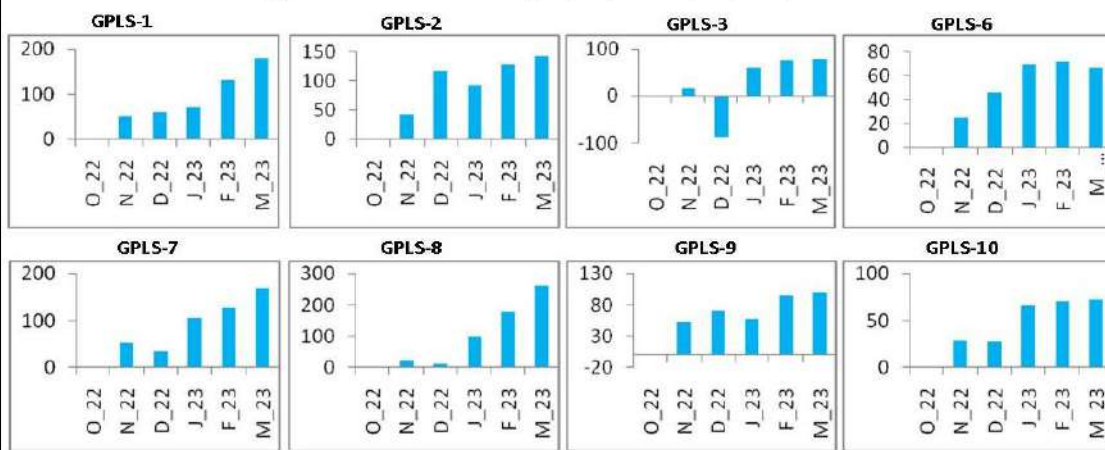 GPLS-1
200
100
0
O_22
N_22
D_22
J_23
F_23
M_23
GPLS-2
150
100
50
0
O_22
N_22
D_22
J_23
F_23
M_23
GPLS-3
100
0
-100
O_22
N_22
D_22
J_23
F_23
M_23
GPLS-6
80
60
40
20
0
O_22
N_22
D_22
J_23
F_23
M_...
GPLS-7
200
100
0
O_22
N_22
D_22
J_23
F_23
M_23
GPLS-8
300
200
100
0
O_22
N_22
D_22
J_23
F_23
M_23
GPLS-9
130
80
30
-20
O_22
N_22
D_22
J_23
F_23
M_23
GPLS-10
100
50
0
O_22
N_22
D_22
J_23
F_23
M_23